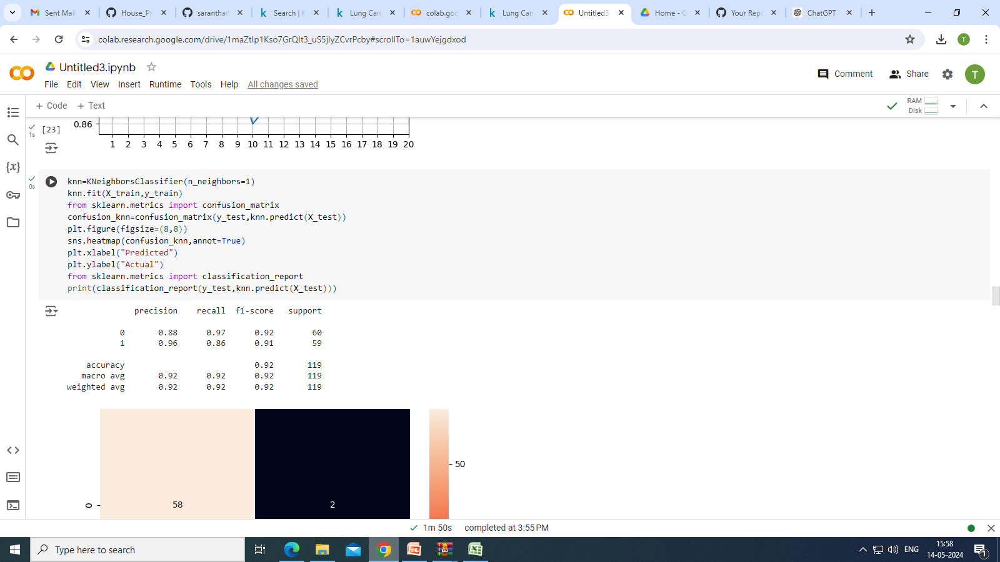 Sent Mail
House_Pr
saranthan
Search | K
Lung Can
colab.goo
Lung Can
Untitled3
Home - G
Your Repo
ChatGPT
colab.research.google.com/drive/1maZtIp1Kso7GrQIt3_uS5jIyZCvrPcby#scrollTo=1auwYejgdxod
T
Untitled3.ipynb
File Edit View Insert Runtime Tools Help All changes saved
Comment
Share
T
+ Code + Text
RAM
Disk
1s
[23]
0.86
1 2 3 4 5 6 7 8 9 10 11 12 13 14 15 16 17 18 19 20
0s
knn=KNeighborsClassifier(n_neighbors=1)
knn.fit(X_train,y_train)
from sklearn.metrics import confusion_matrix
confusion_knn=confusion_matrix(y_test,knn.predict(X_test))
plt.figure(figsize=(8,8))
sns.heatmap(confusion_knn,annot=True)
plt.xlabel("Predicted")
plt.ylabel("Actual")
from sklearn.metrics import classification_report
print(classification_report(y_test,knn.predict(X_test)))
precision recall f1-score support
0 0.88 0.97 0.92 60
1 0.96 0.86 0.91 59
accuracy 0.92 119
macro avg 0.92 0.92 0.92 119
weighted avg 0.92 0.92 0.92 119
50
0
58
2
1m 50s completed at 3:55 PM
Type here to search
ENG
15:58
14-05-2024
1